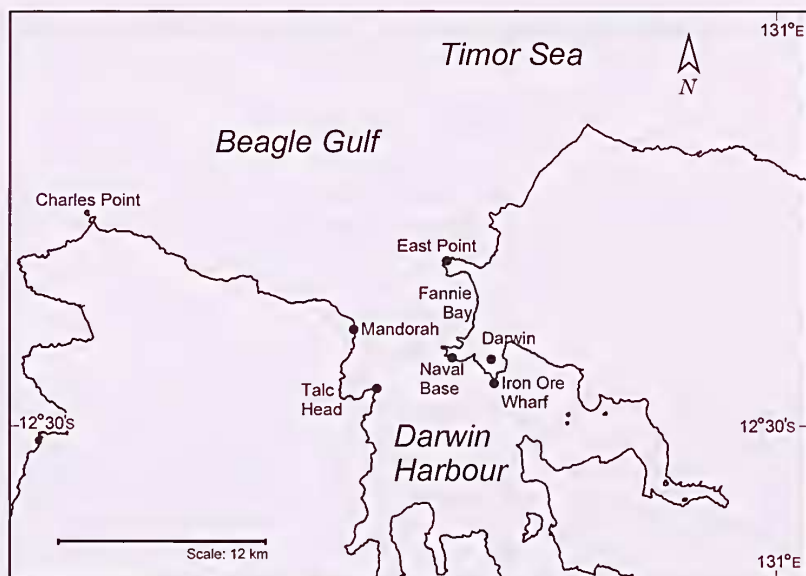 131°E
Timor Sea
N
Beagle Gulf
Charles Point
East Point
Fannie
Bay
Mandorah
Darwin
Naval
Base
Iron Ore
Wharf
Talc
Head
12°30's
12°30's
Darwin
Harbour
Scale: 12 km
131°E